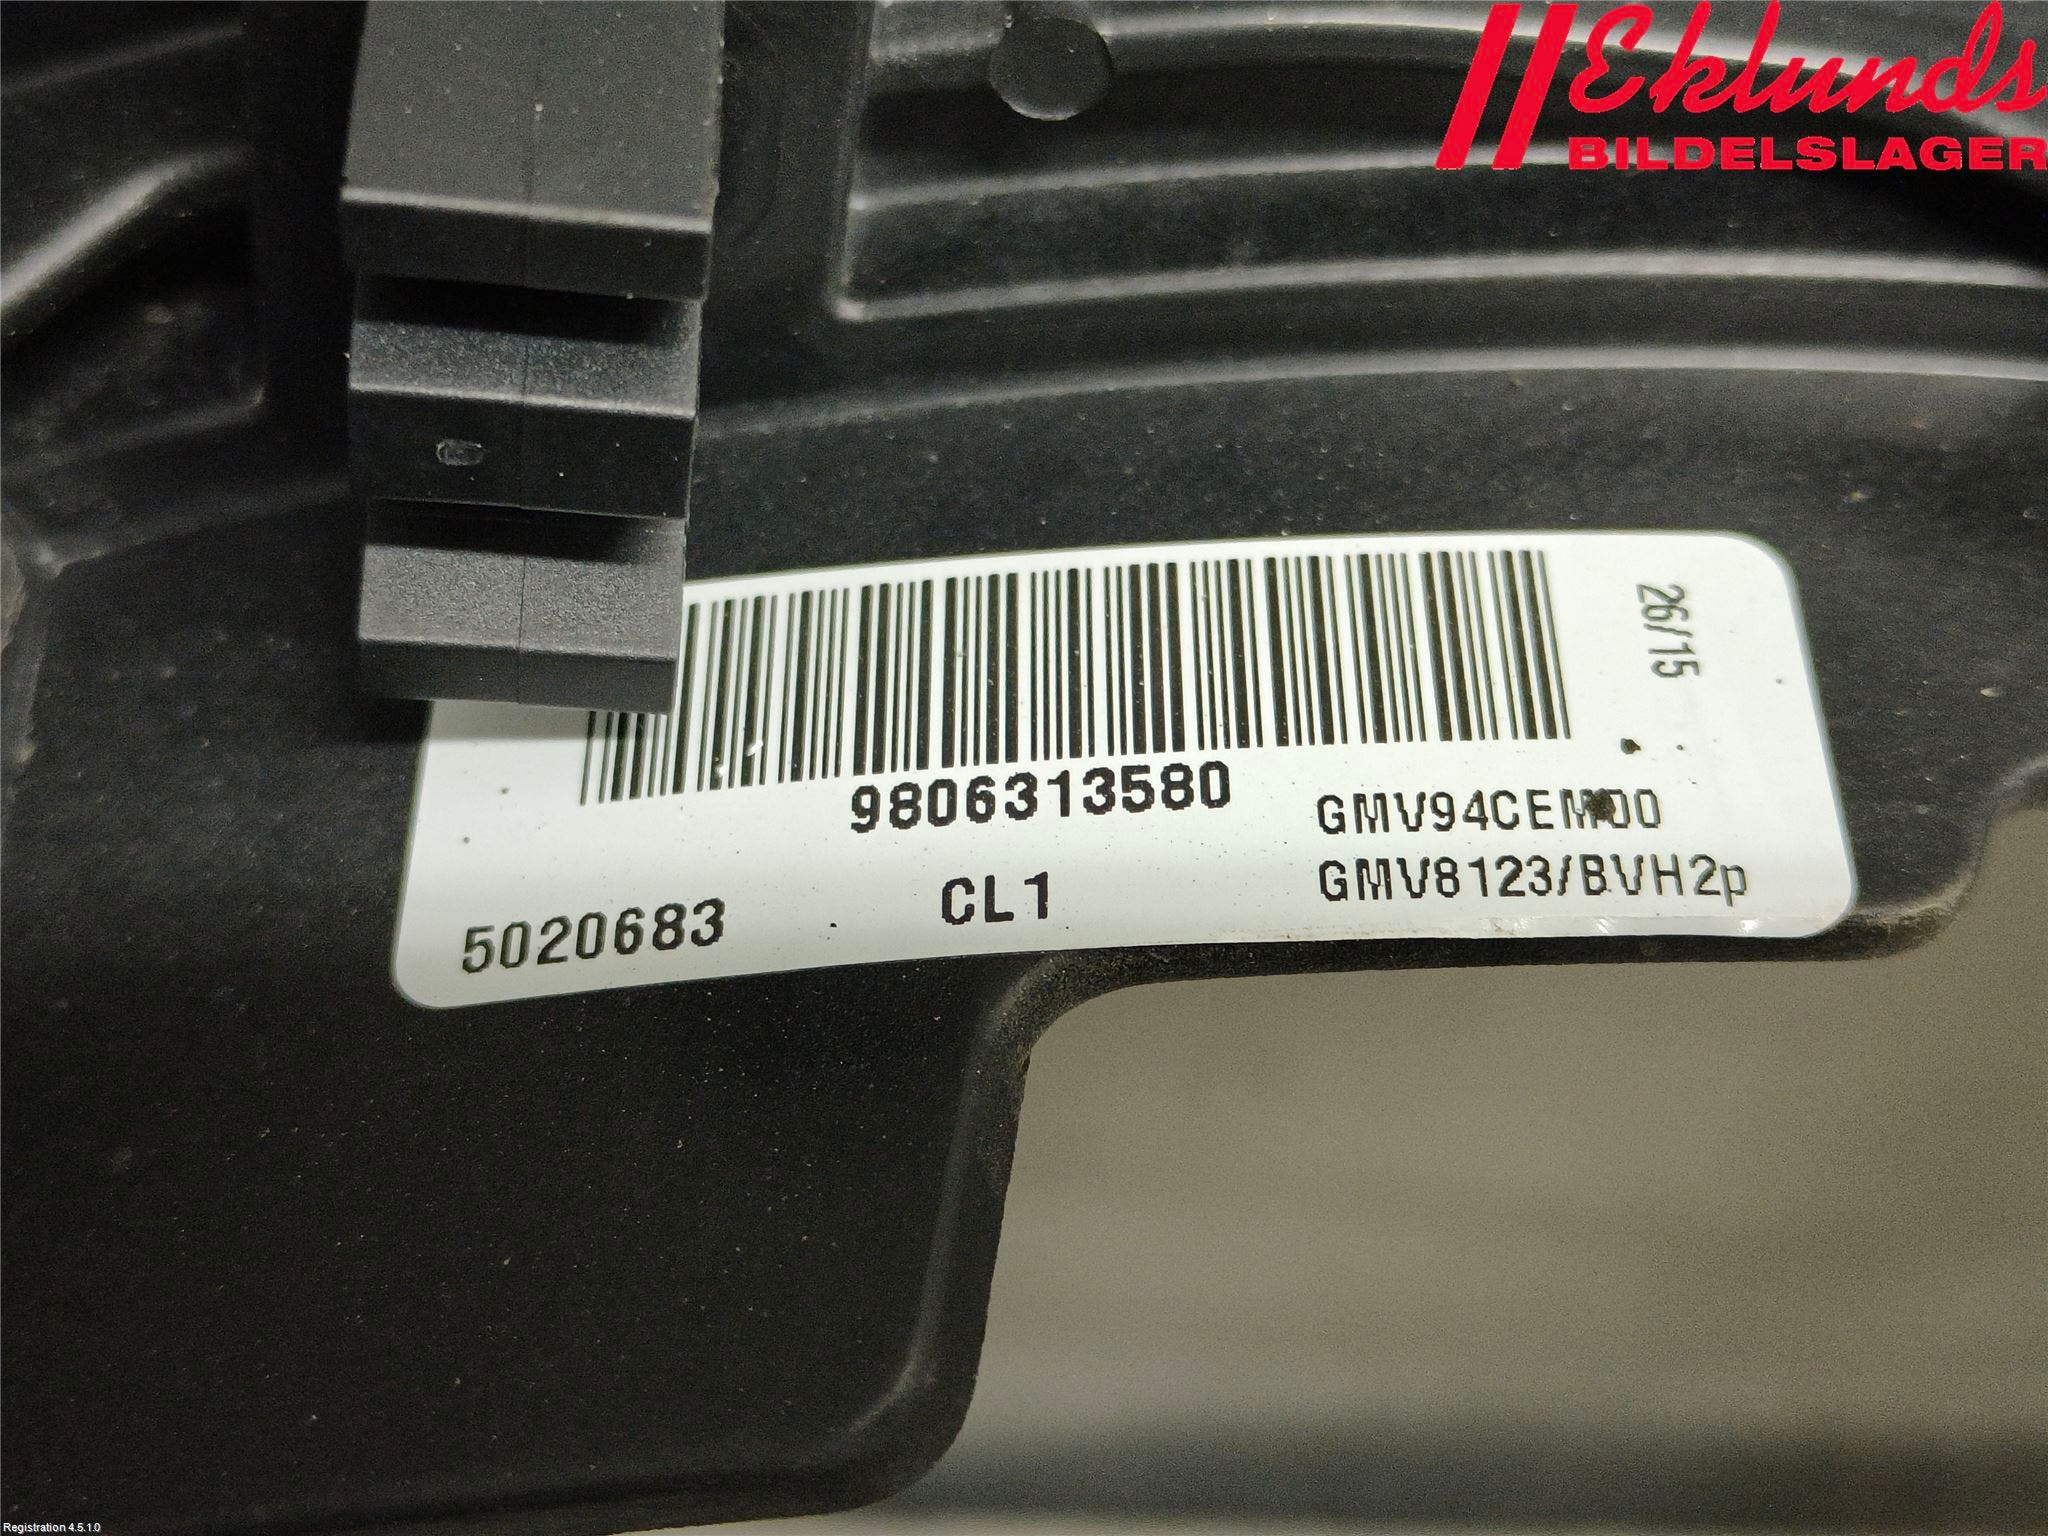 Eklunds
BILDELSLAGER
26/15
9806313580
GMV94CEM00
5020683
CL1
GMV8123/BVH2p
Registration 4.5.1.0